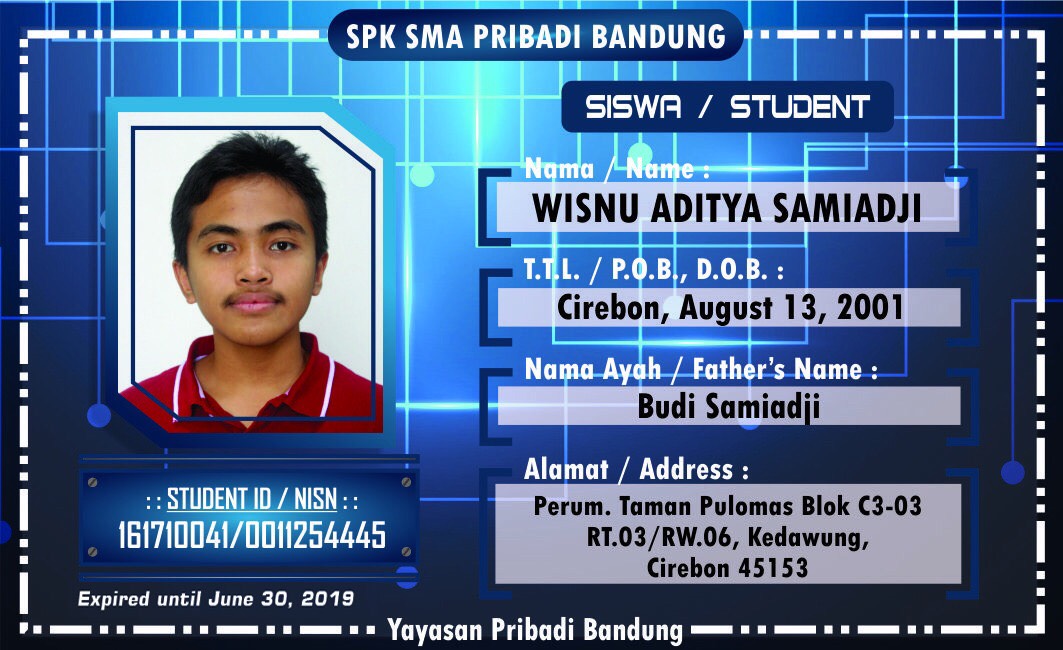 SPK SMA PRIBADI BANDUNG
SISWA / STUDENT
Nama / Name :
WISNU ADITYA SAMIADJI
T.T.L. / P.O.B., D.O.B. :
Cirebon, August 13, 2001
Nama Ayah / Father's Name :
Budi Samiadji
Alamat / Address :
Perum. Taman Pulomas Blok C3-03
RT.03/RW.06, Kedawung,
Cirebon 45153
:: STUDENT ID / NISN ::
161710041/0011254445
Expired until June 30, 2019
Yayasan Pribadi Bandung